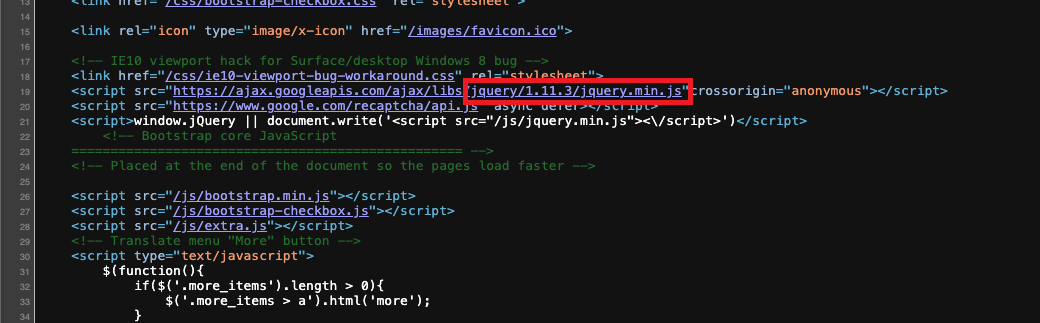 13 <link href="/css/bootstrap-checkbox.css" rel="stylesheet">
14
15 <link rel="icon" type="image/x-icon" href="/images/favicon.ico">
16
17 <!-- IE10 viewport hack for Surface/desktop Windows 8 bug -->
18 <link href="/css/ie10-viewport-bug-workaround.css" rel="stylesheet">
19 <script src="https://ajax.googleapis.com/ajax/libs/jquery/1.11.3/jquery.min.js"crossorigin="anonymous"></script>
20 <script src="https://www.google.com/recaptcha/api.js" async defer></script>
21 <script>window.jQuery || document.write('<script src="/js/jquery.min.js"><\/script>')</script>
22 <!-- Bootstrap core JavaScript
23 ================================================== -->
24 <!-- Placed at the end of the document so the pages load faster -->
25
26 <script src="/js/bootstrap.min.js"></script>
27 <script src="/js/bootstrap-checkbox.js"></script>
28 <script src="/js/extra.js"></script>
29 <!-- Translate menu "More" button -->
30 <script type="text/javascript">
31 $(function(){
32 if($('.more_items').length > 0){
33 $('.more_items > a').html('more');
34 }